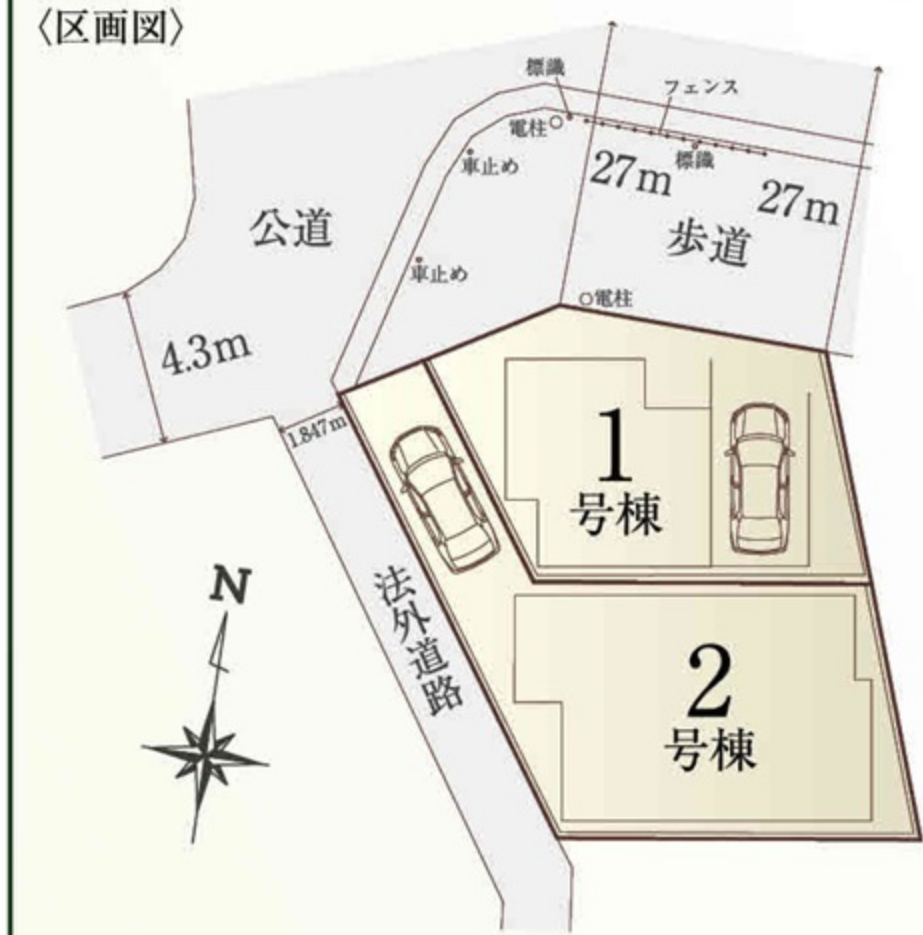 〈区画図〉
標識
フェンス
電柱
標識
車止め
27m
27m
公道
歩道
車止め
電柱
4.3m
1.847m
1
号棟
法外道路
N
2
号棟